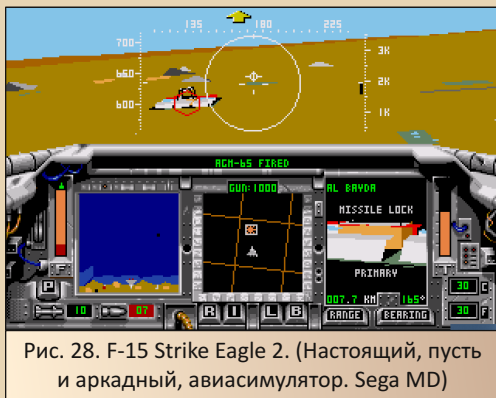 135 180 225
700-
650-
600-
3K
2K
1K
AGM-65 FIRED
GUN:1000
AL BAYDA
MISSILE LOCK
PRIMARY
007.7 KM 165°
RANGE BEARING
F
T
P
10 07
R I L B
30 C
30 F
Рис. 28. F-15 Strike Eagle 2. (Настоящий, пусть
и аркадный, авиасимулятор. Sega MD)